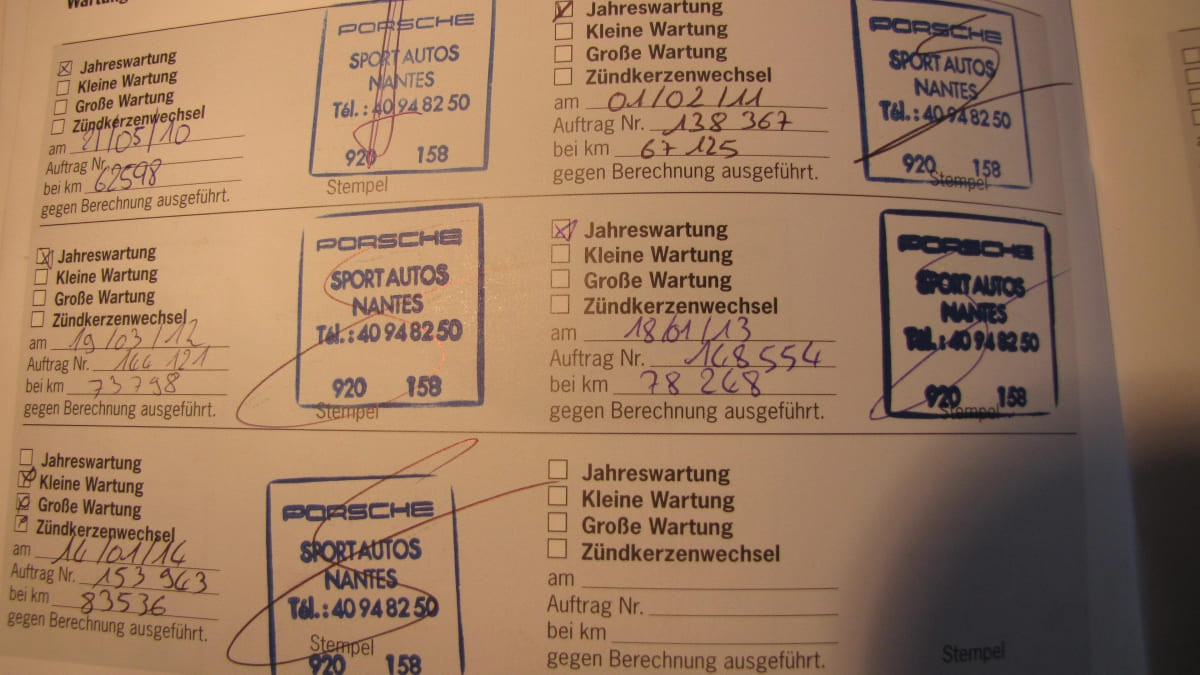 Wartung
Jahreswartung
Kleine Wartung
Große Wartung
Zündkerzenwechsel
am 21/05/10
Auftrag Nr.
bei km 62598
gegen Berechnung ausgeführt.
PORSCHE
SPORT AUTOS
NANTES
Tél.: 40 94 82 50
920 158
Stempel
Jahreswartung
Kleine Wartung
Große Wartung
Zündkerzenwechsel
am 01/02/11
Auftrag Nr. 138 367
bei km 67 125
gegen Berechnung ausgeführt.
PORSCHE
SPORT AUTOS
NANTES
Tél.: 40 94 82 50
920 158
Stempel
Jahreswartung
Kleine Wartung
Große Wartung
Zündkerzenwechsel
am 19/03/12
Auftrag Nr. 144 121
bei km 73798
gegen Berechnung ausgeführt.
PORSCHE
SPORT AUTOS
NANTES
Tél.: 40 94 82 50
920 158
Stempel
Jahreswartung
Kleine Wartung
Große Wartung
Zündkerzenwechsel
am 18/01/13
Auftrag Nr. 148 554
bei km 78 248
gegen Berechnung ausgeführt.
PORSCHE
SPORT AUTOS
NANTES
Tél.: 40 94 82 50
920 158
Stempel
Jahreswartung
Kleine Wartung
Große Wartung
Zündkerzenwechsel
am 14/01/14
Auftrag Nr. 153 943
bei km 83536
gegen Berechnung ausgeführt.
PORSCHE
SPORT AUTOS
NANTES
Tél.: 40 94 82 50
Stempel
920 158
Jahreswartung
Kleine Wartung
Große Wartung
Zündkerzenwechsel
am
Auftrag Nr.
bei km
gegen Berechnung ausgeführt.
Stempel